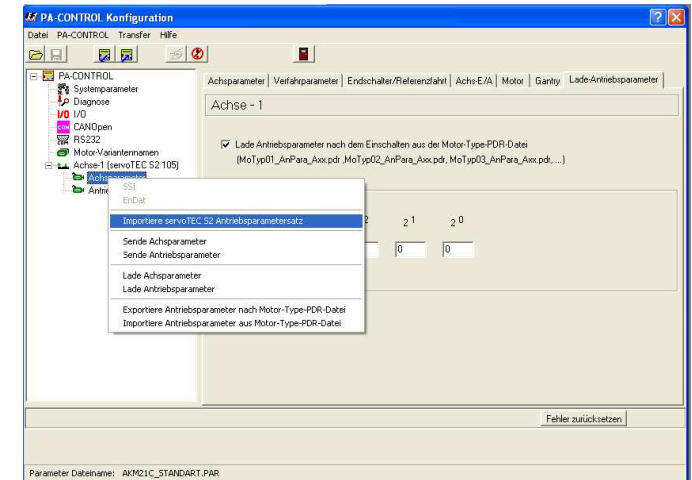 PA-CONTROL Konfiguration
Datei PA-CONTROL Transfer Hilfe
PA-CONTROL
Systemparameter
Diagnose
I/O I/O
CAN CANOpen
RS232
Motor-Variantennamen
Achse-1 (servoTEC S2 105)
Achsparameter
Antrie
Achsparameter Verfahrparameter Endschalter/Referenzfahrt Achs-E/A Motor Gantry Lade-Antriebsparameter
Achse - 1
Lade Antriebsparameter nach dem Einschalten aus der Motor-Type-PDR-Datei
(MoTyp01_AnPara_Axx.pdr ,MoTyp02_AnPara_Axx.pdr, MoTyp03_AnPara_Axx.pdr, ...)
2 2 1 2 0
0 0
SSI
EnDat
Importiere servoTEC S2 Antriebsparametersatz
Sende Achsparameter
Sende Antriebsparameter
Lade Achsparameter
Lade Antriebsparameter
Exportiere Antriebsparameter nach Motor-Type-PDR-Datei
Importiere Antriebsparameter aus Motor-Type-PDR-Datei
Fehler zurücksetzen
Parameter Dateiname: AKM21C_STANDART.PAR